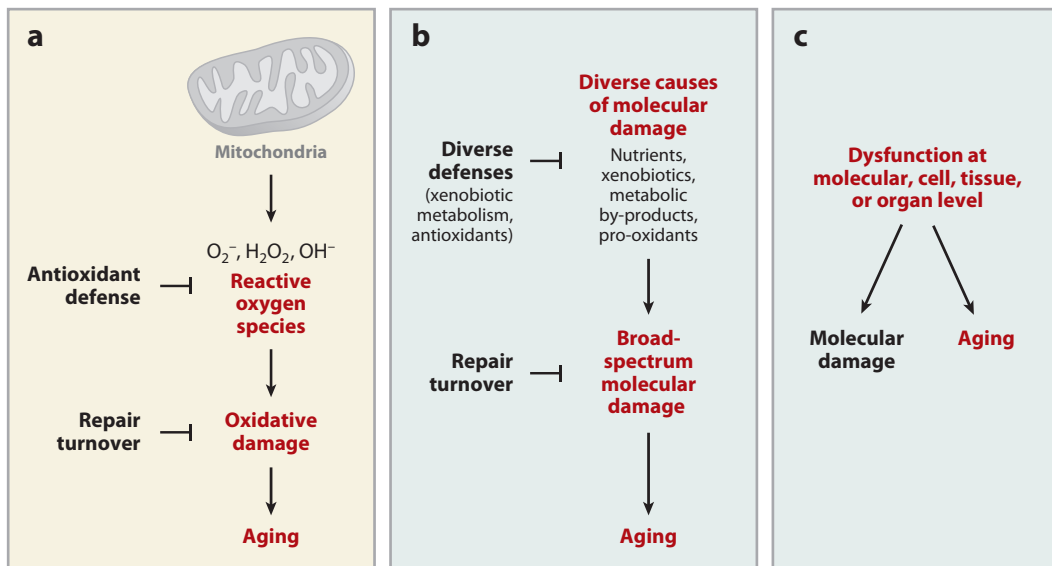 a
Mitochondria
O₂⁻, H₂O₂, OH⁻
Antioxidant
defense
Reactive
oxygen
species
Repair
turnover
Oxidative
damage
Aging
b
Diverse causes
of molecular
damage
Diverse
defenses
(xenobiotic
metabolism,
antioxidants)
Nutrients,
xenobiotics,
metabolic
by-products,
pro-oxidants
Repair
turnover
Broad-
spectrum
molecular
damage
Aging
c
Dysfunction at
molecular, cell, tissue,
or organ level
Molecular
damage
Aging